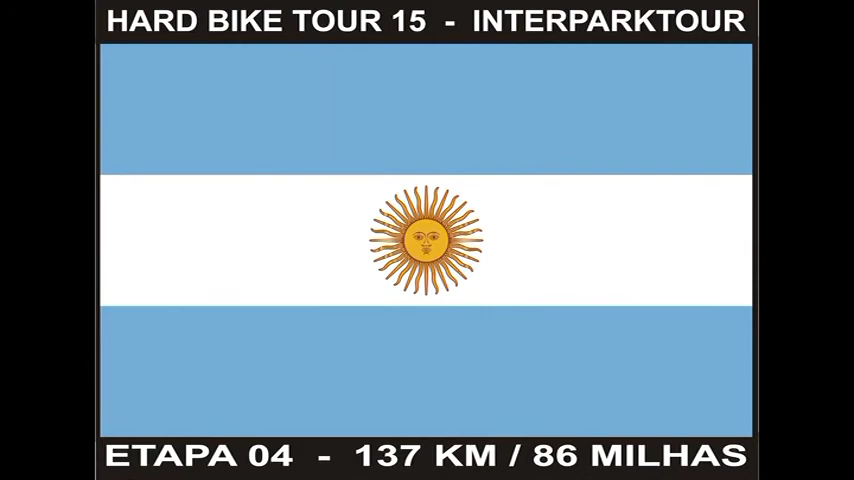 HARD BIKE TOUR 15 - INTERPARKTOUR
ETAPA 04 - 137 KM / 86 MILHAS